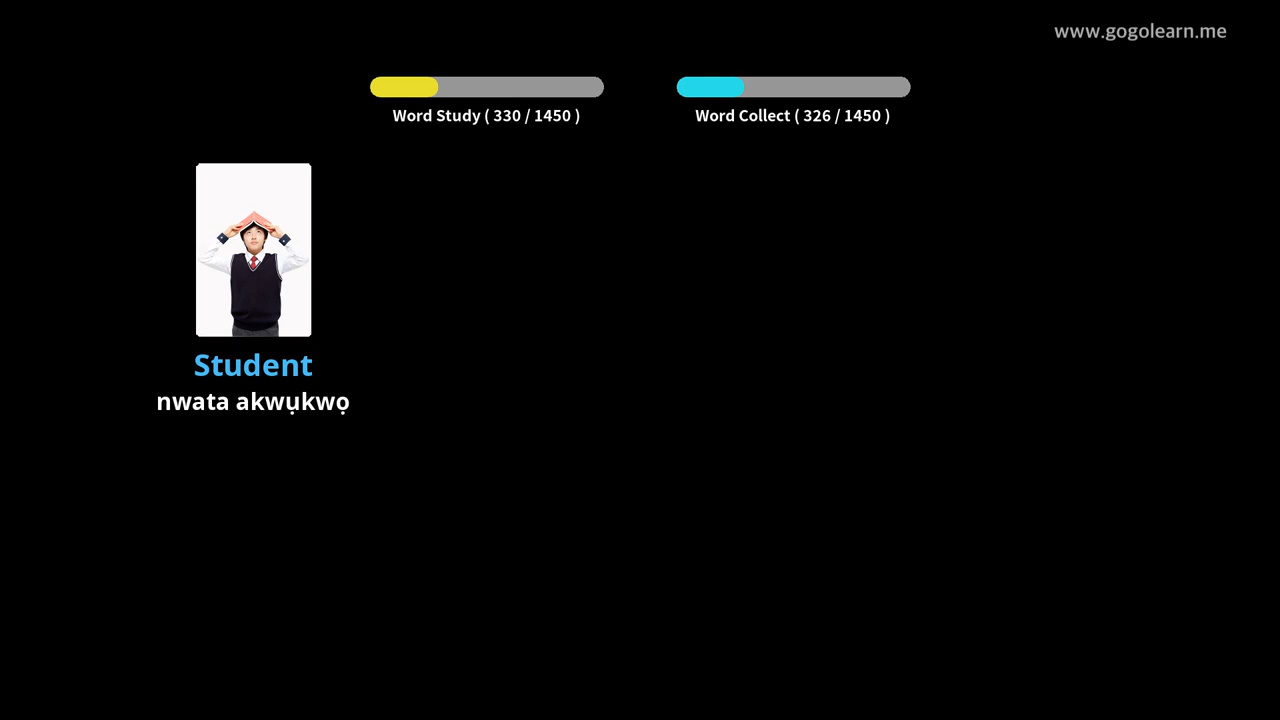 www.gogolearn.me
Word Study ( 330 / 1450 )
Word Collect ( 326 / 1450 )
Student
nwata akwụkwọ